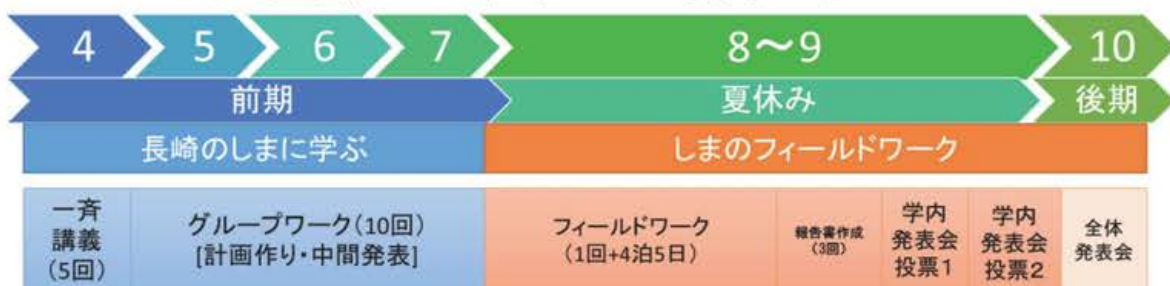 4
5
6
7
8～9
10
前期
夏休み
後期
長崎のしまに学ぶ
しまのフィールドワーク
一斉
講義
(5回)
グループワーク(10回)
[計画作り・中間発表]
フィールドワーク
(1回+4泊5日)
報告書作成
(3回)
学内
発表会
投票1
学内
発表会
投票2
全体
発表会